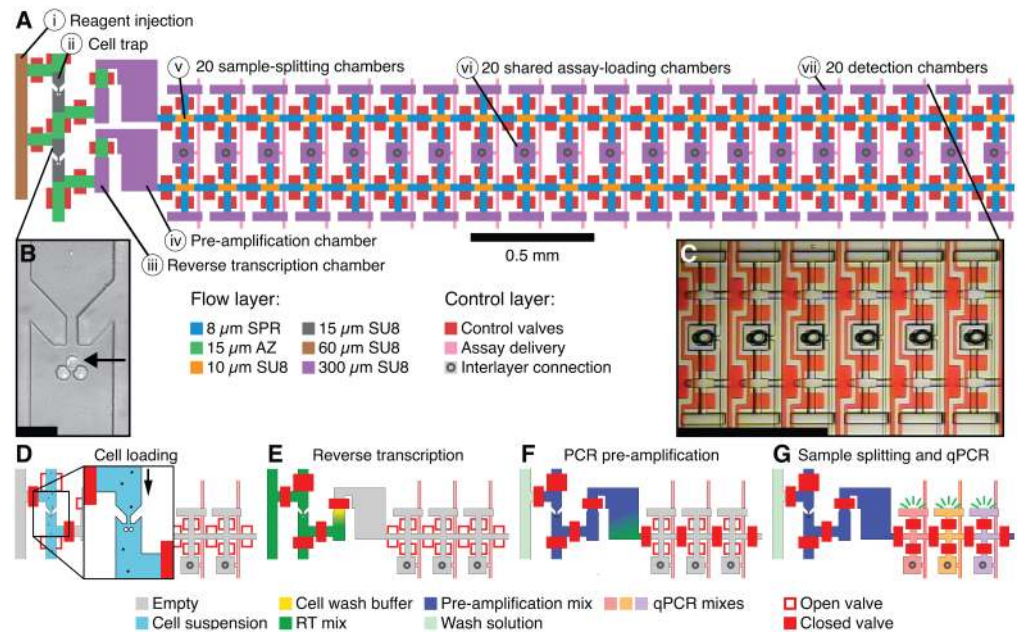 A
i Reagent injection
ii Cell trap
v 20 sample-splitting chambers
vi 20 shared assay-loading chambers
vii 20 detection chambers
iv Pre-amplification chamber
iii Reverse transcription chamber
0.5 mm
B
C
Flow layer:
8 µm SPR
15 µm AZ
10 µm SU8
15 µm SU8
60 µm SU8
300 µm SU8
Control layer:
Control valves
Assay delivery
Interlayer connection
D Cell loading
E Reverse transcription
F PCR pre-amplification
G Sample splitting and qPCR
Empty
Cell suspension
Cell wash buffer
RT mix
Pre-amplification mix
Wash solution
qPCR mixes
Open valve
Closed valve